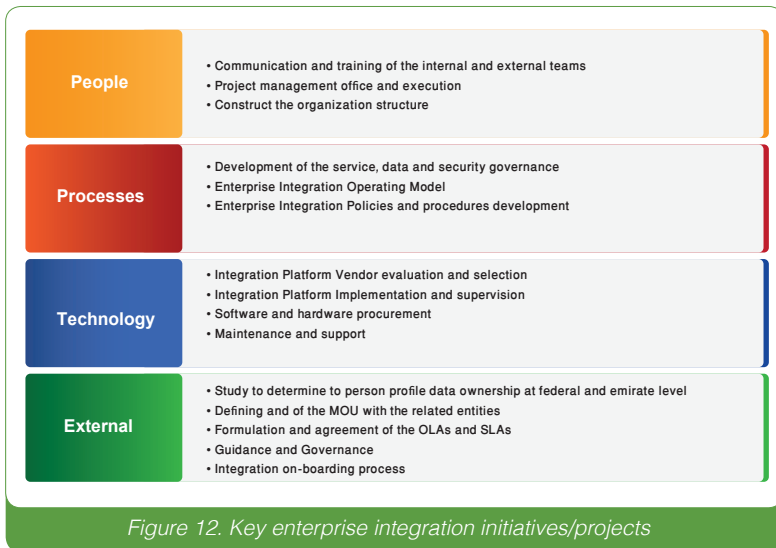 People
• Communication and training of the internal and external teams
• Project management office and execution
• Construct the organization structure
Processes
• Development of the service, data and security governance
• Enterprise Integration Operating Model
• Enterprise Integration Policies and procedures development
Technology
• Integration Platform Vendor evaluation and selection
• Integration Platform Implementation and supervision
• Software and hardware procurement
• Maintenance and support
External
• Study to determine to person profile data ownership at federal and emirate level
• Defining and of the MOU with the related entities
• Formulation and agreement of the OLAs and SLAs
• Guidance and Governance
• Integration on-boarding process
Figure 12. Key enterprise integration initiatives/projects